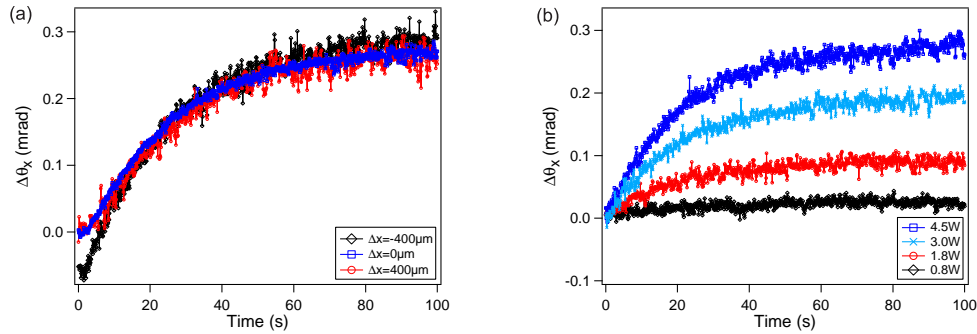 (a)
0.3
0.2
0.1
0.0
Δθx (mrad)
0
20
40
60
80
100
Time (s)
Δx=-400µm
Δx=0µm
Δx=400µm
(b)
0.3
0.2
0.1
0.0
-0.1
Δθx (mrad)
0
20
40
60
80
100
Time (s)
4.5W
3.0W
1.8W
0.8W